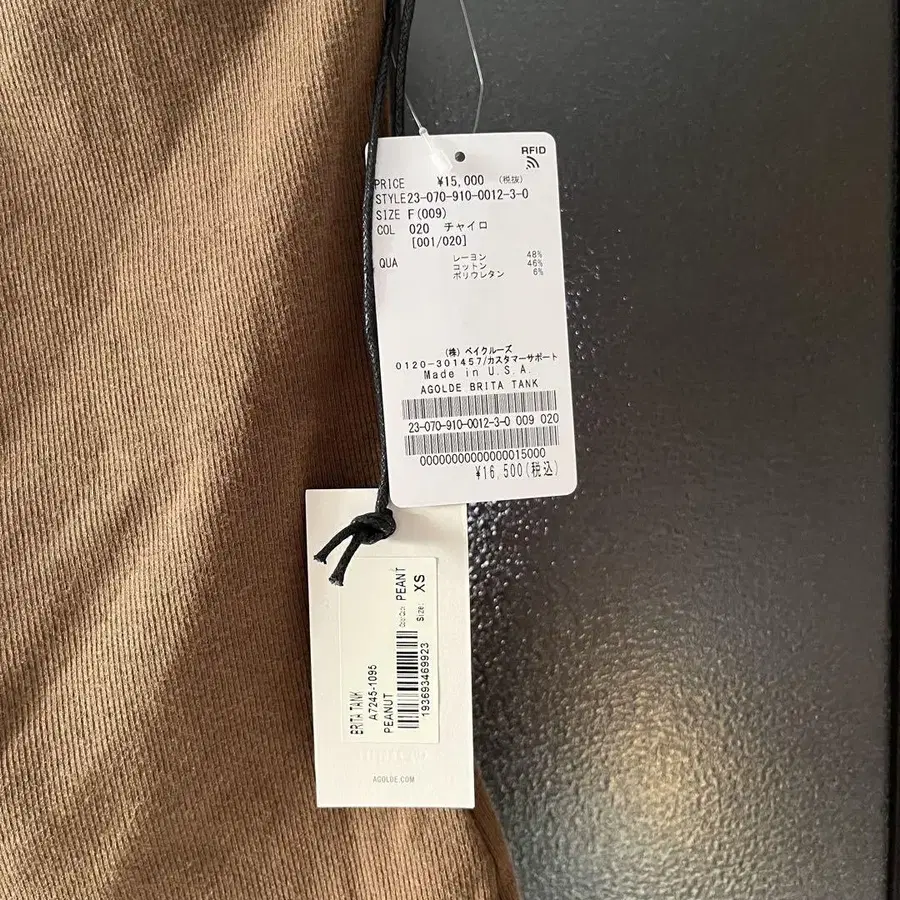 RFID
PRICE ¥15,000 (税抜)
STYLE23-070-910-0012-3-0
SIZE F(009)
COL 020 チャイロ
[001/020]
QUA レーヨン 48%
コットン 46%
ポリウレタン 6%
(株) ベイクルーズ
0120-301457/カスタマーサポート
Made in U.S.A.
AGOLDE BRITA TANK
23-070-910-0012-3-0 009 020
00000000000000015000
¥16,500(税込)
BRITA TANK
A7245-1095
PEANUT
193693469923
Color Code: PEANT
Size: XS
AGOLDE.COM